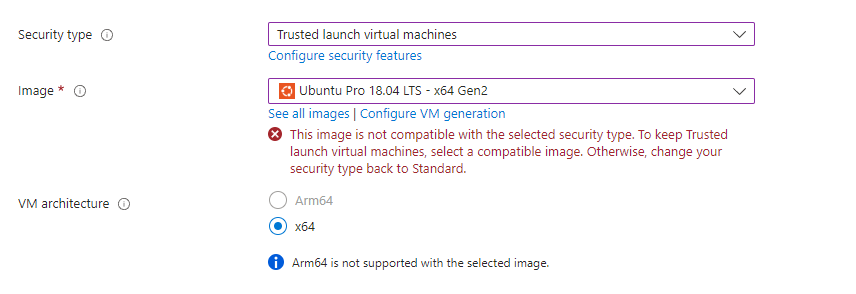 Security type
Trusted launch virtual machines
Configure security features
Image *
Ubuntu Pro 18.04 LTS - x64 Gen2
See all images | Configure VM generation
This image is not compatible with the selected security type. To keep Trusted
launch virtual machines, select a compatible image. Otherwise, change your
security type back to Standard.
VM architecture
Arm64
x64
Arm64 is not supported with the selected image.